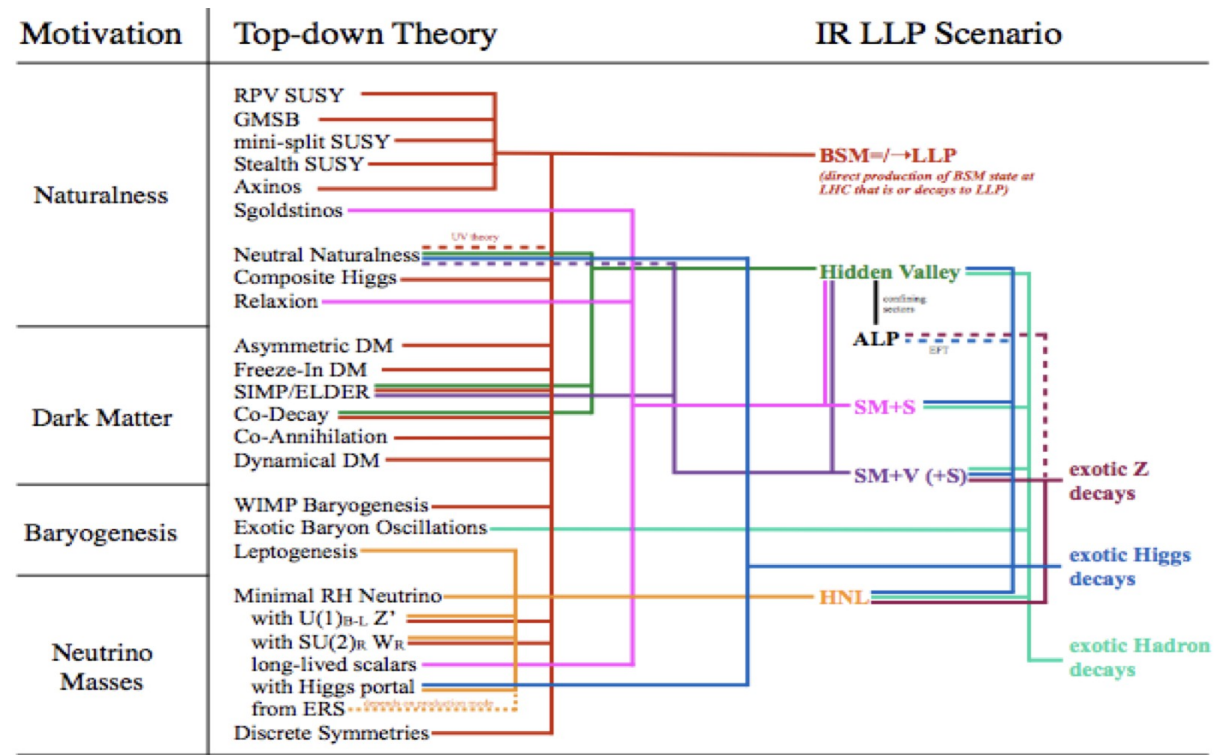 Motivation Top-down Theory IR LLP Scenario
RPV SUSY
GMSB
mini-split SUSY
Stealth SUSY
Axinos
Sgoldstinos
Naturalness
UV theory
Neutral Naturalness
Composite Higgs
Relaxion
BSM=/→LLP
(direct production of BSM state at
LHC that is or decays to LLP)
Hidden Valley
confining
sectors
ALP
EFT
Dark Matter
Asymmetric DM
Freeze-In DM
SIMP/ELDER
Co-Decay
Co-Annihilation
Dynamical DM
SM+S
SM+V (+S)
exotic Z
decays
Baryogenesis
WIMP Baryogenesis
Exotic Baryon Oscillations
Leptogenesis
exotic Higgs
decays
Neutrino
Masses
Minimal RH Neutrino
with U(1)B-L Z'
with SU(2)R WR
long-lived scalars
with Higgs portal
depends on production mode
from ERS
Discrete Symmetries
HNL
exotic Hadron
decays